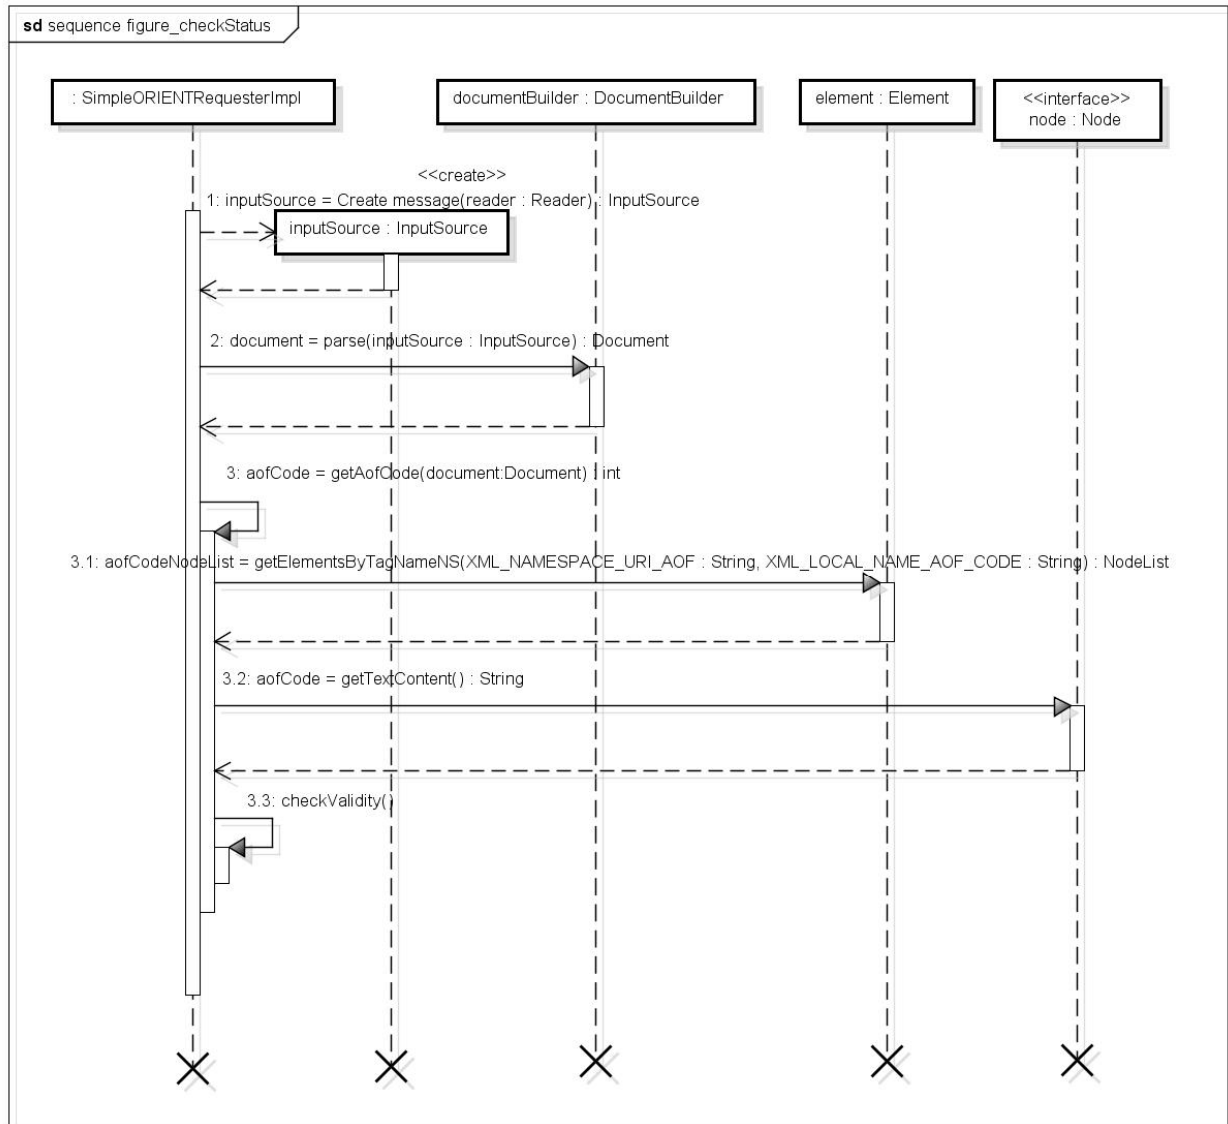 sd sequence figure_checkStatus
: SimpleORIENTRequesterImpl
documentBuilder : DocumentBuilder
element : Element
<<interface>>
node : Node
<<create>>
1: inputSource = Create message(reader : Reader) : InputSource
inputSource : InputSource
2: document = parse(inputSource : InputSource) : Document
3: aofCode = getAofCode(document:Document) : int
3.1: aofCodeNodeList = getElementsByTagNameNS(XML_NAMESPACE_URI_AOF : String, XML_LOCAL_NAME_AOF_CODE : String) : NodeList
3.2: aofCode = getTextContent() : String
3.3: checkValidity()